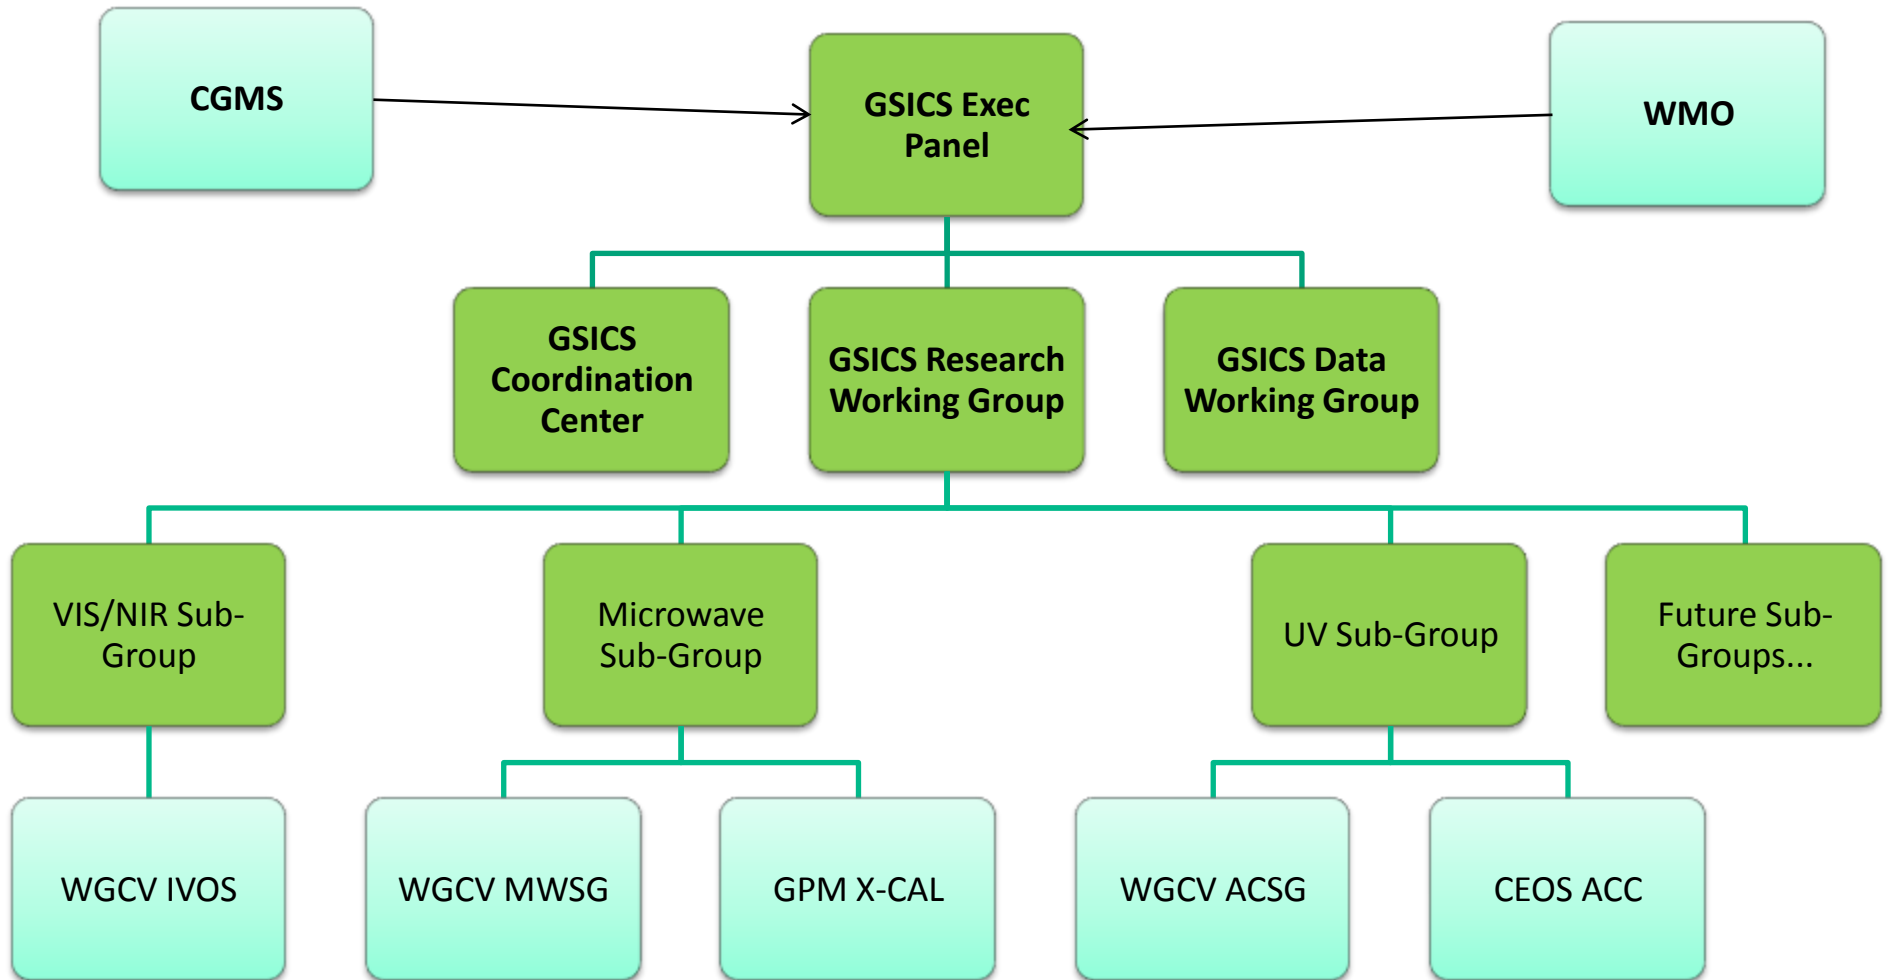 CGMS
GSICS Exec
Panel
WMO
GSICS
Coordination
Center
GSICS Research
Working Group
GSICS Data
Working Group
VIS/NIR Sub-
Group
Microwave
Sub-Group
UV Sub-Group
Future Sub-
Groups...
WGCV IVOS
WGCV MWSG
GPM X-CAL
WGCV ACSG
CEOS ACC